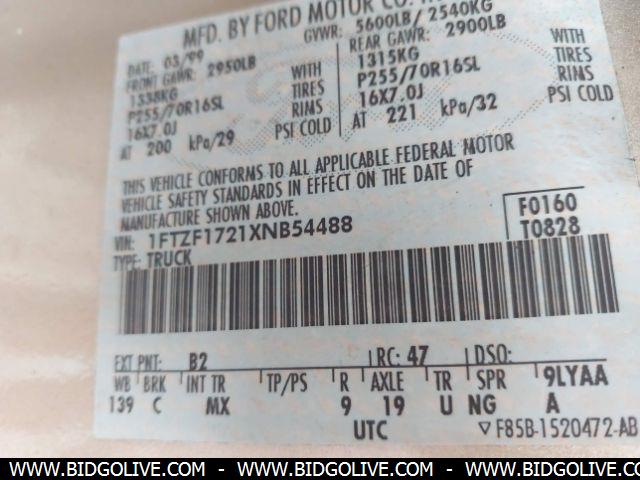 MFD. BY FORD MOTOR CO.
DATE: 03/99 GVWR: 5600LB/ 2540KG
FRONT GAWR: 2950LB REAR GAWR: 2900LB
1338KG WITH 1315KG WITH
P255/70R16SL TIRES P255/70R16SL TIRES
16X7.0J RIMS 16X7.0J RIMS
AT 200 kPa/29 PSI COLD AT 221 kPa/32 PSI COLD
THIS VEHICLE CONFORMS TO ALL APPLICABLE FEDERAL MOTOR
VEHICLE SAFETY STANDARDS IN EFFECT ON THE DATE OF
MANUFACTURE SHOWN ABOVE.
VIN: 1FTZF1721XNB54488 F0160
TYPE: TRUCK T0828
EXT PNT: B2 RC: 47 DSO:
WB BRK INT TR TP/PS R AXLE TR SPR 9LYAA
139 C MX 9 19 U NG A
UTC ▽F85B-1520472-AB
WWW.BIDGOLIVE.COM - WWW.BIDGOLIVE.COM - WWW.BIDGOLIVE.COM